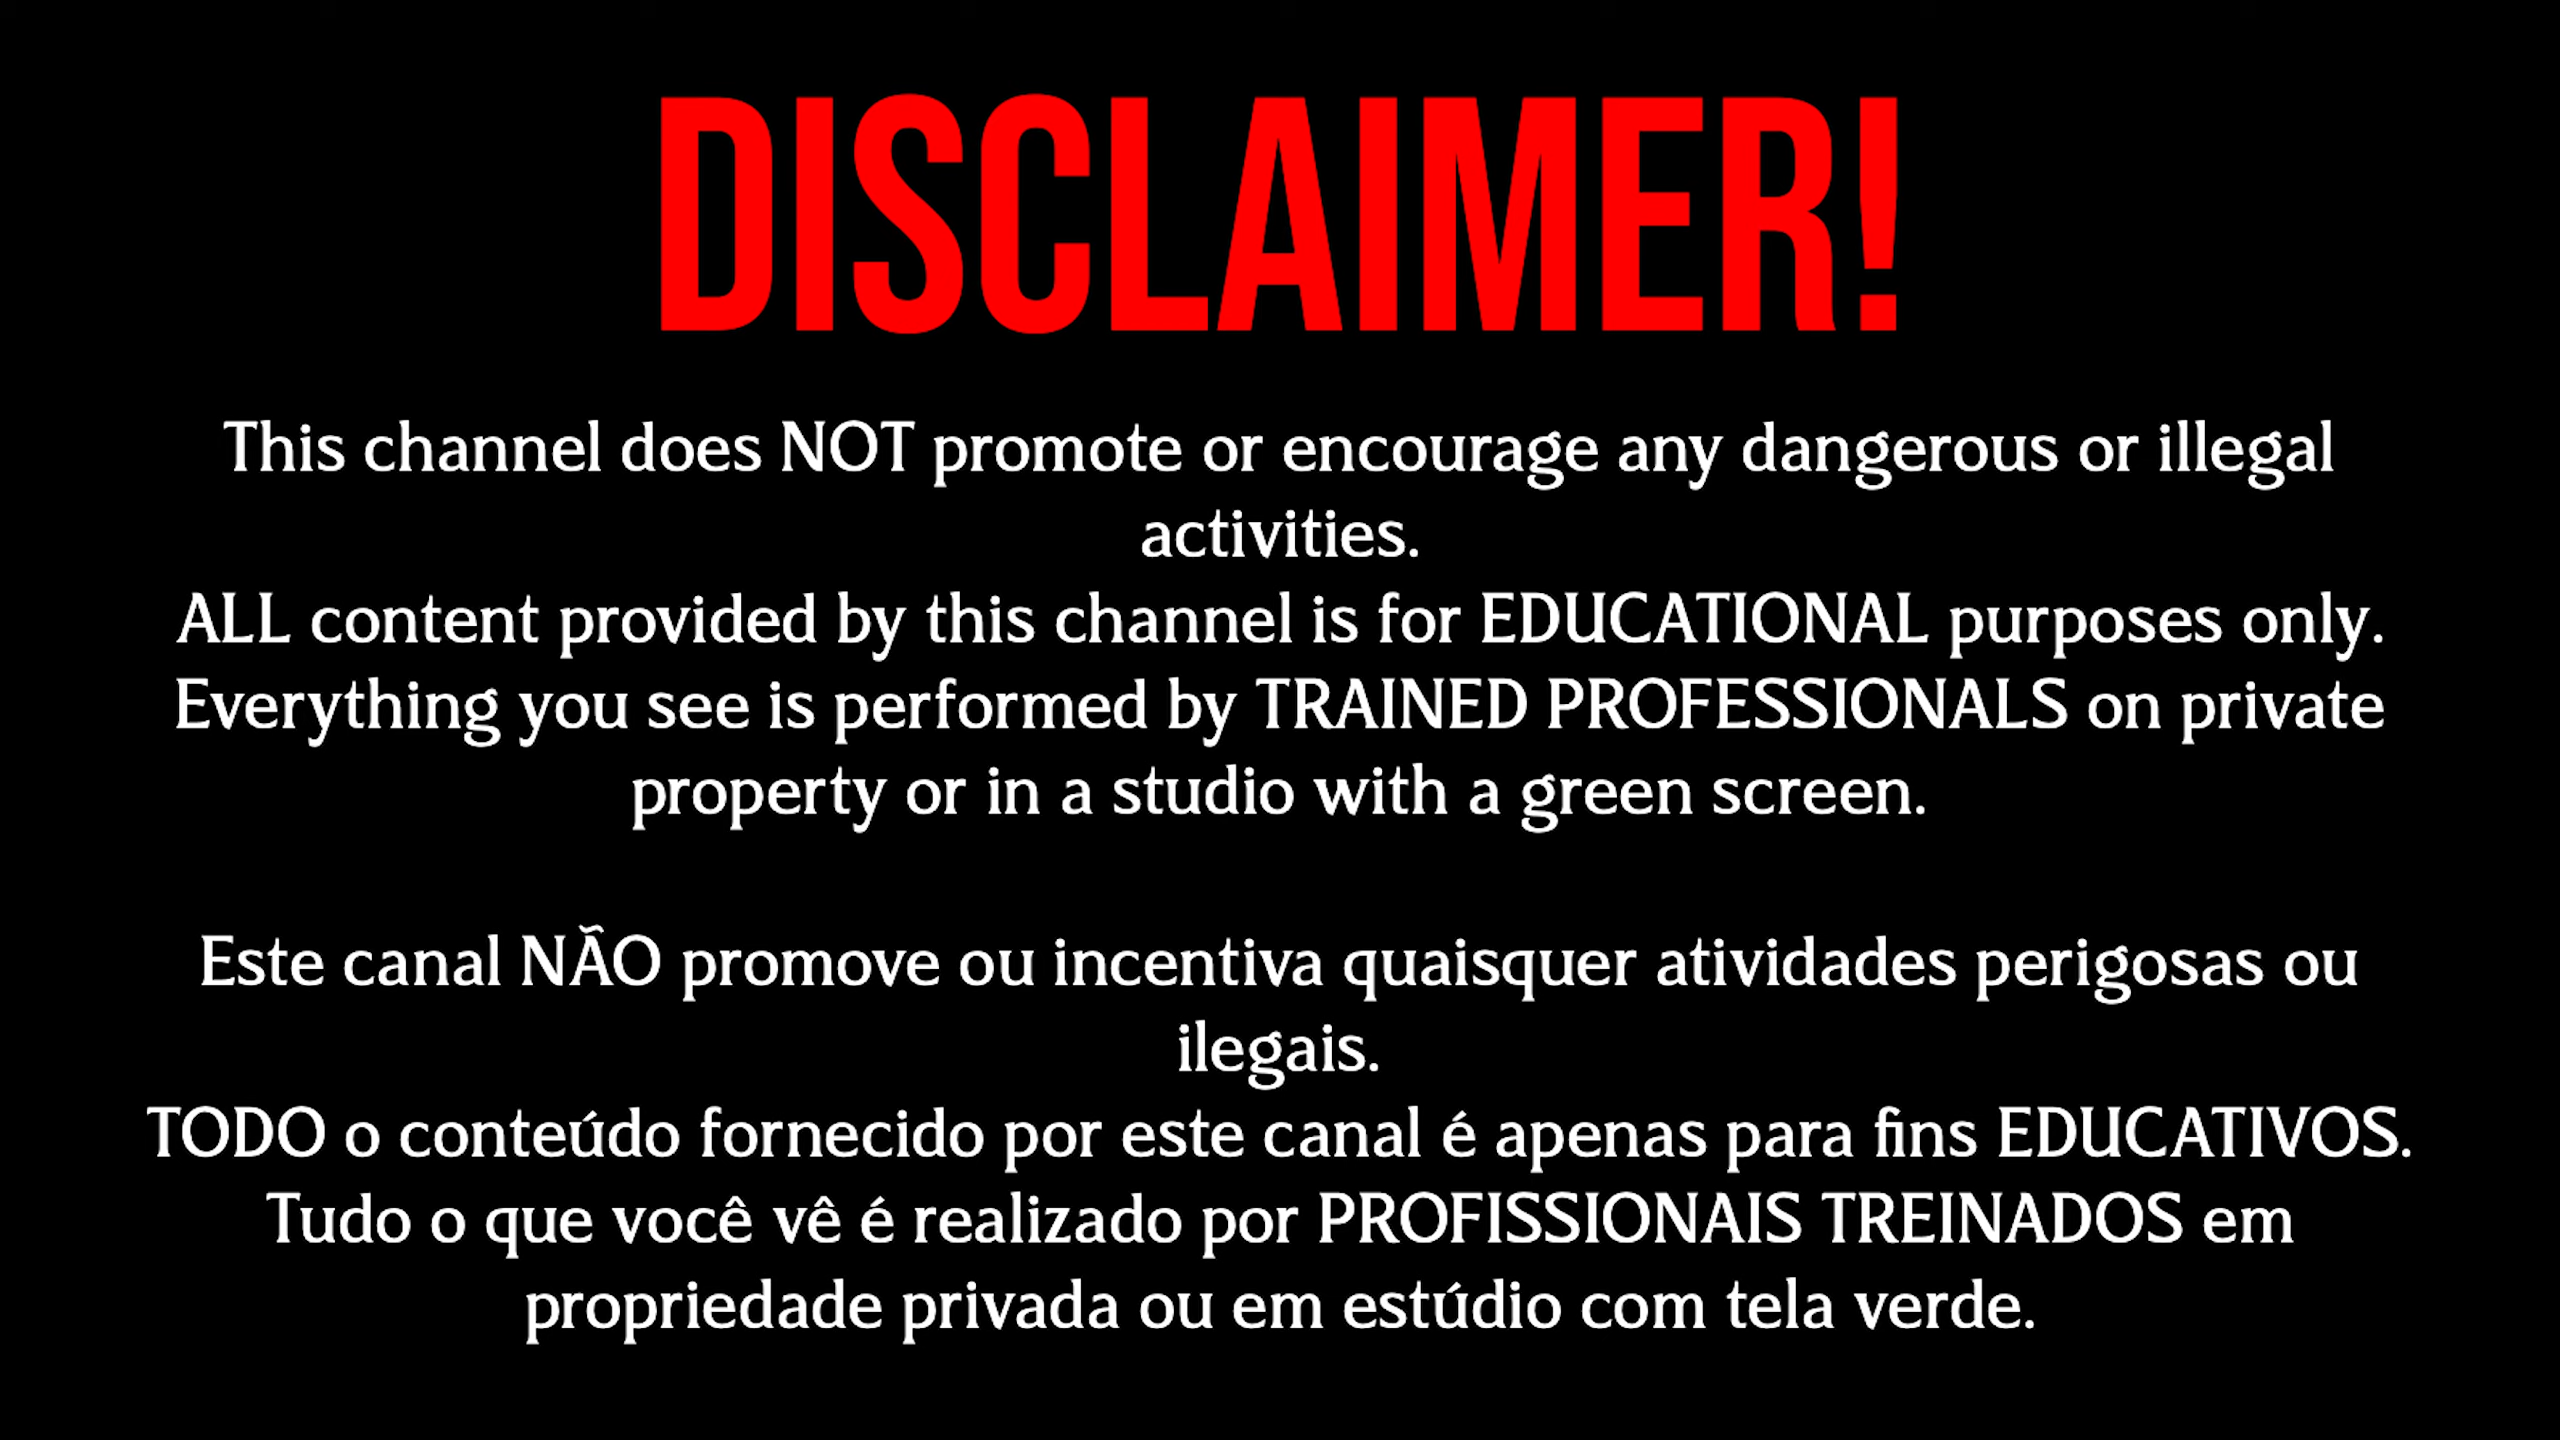 DISCLAIMER!
This channel does NOT promote or encourage any dangerous or illegal
activities.
ALL content provided by this channel is for EDUCATIONAL purposes only.
Everything you see is performed by TRAINED PROFESSIONALS on private
property or in a studio with a green screen.
Este canal NÃO promove ou incentiva quaisquer atividades perigosas ou
ilegais.
TODO o conteúdo fornecido por este canal é apenas para fins EDUCATIVOS.
Tudo o que você vê é realizado por PROFISSIONAIS TREINADOS em
propriedade privada ou em estúdio com tela verde.